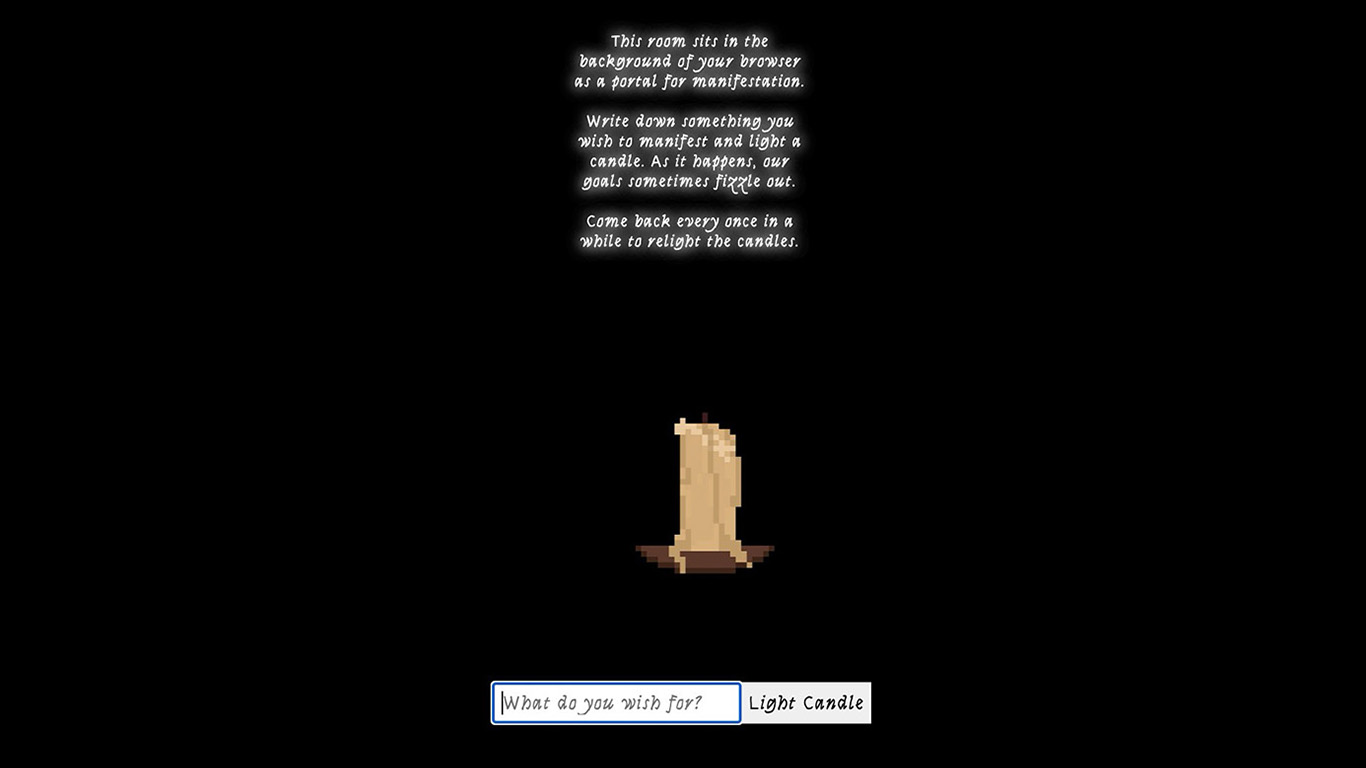 This room sits in the
background of your browser
as a portal for manifestation.
Write down something you
wish to manifest and light a
candle. As it happens, our
goals sometimes fizzle out.
Come back every once in a
while to relight the candles.
What do you wish for?
Light Candle